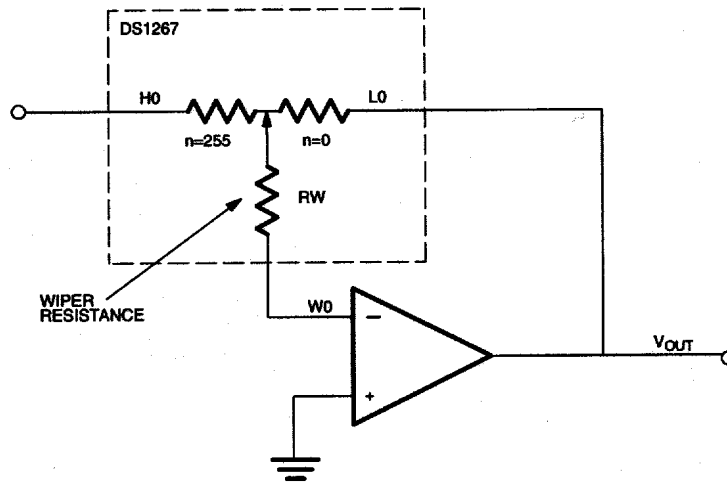 DS1267
H0
L0
n=255
n=0
RW
WIPER
RESISTANCE
W0
−
+
VOUT